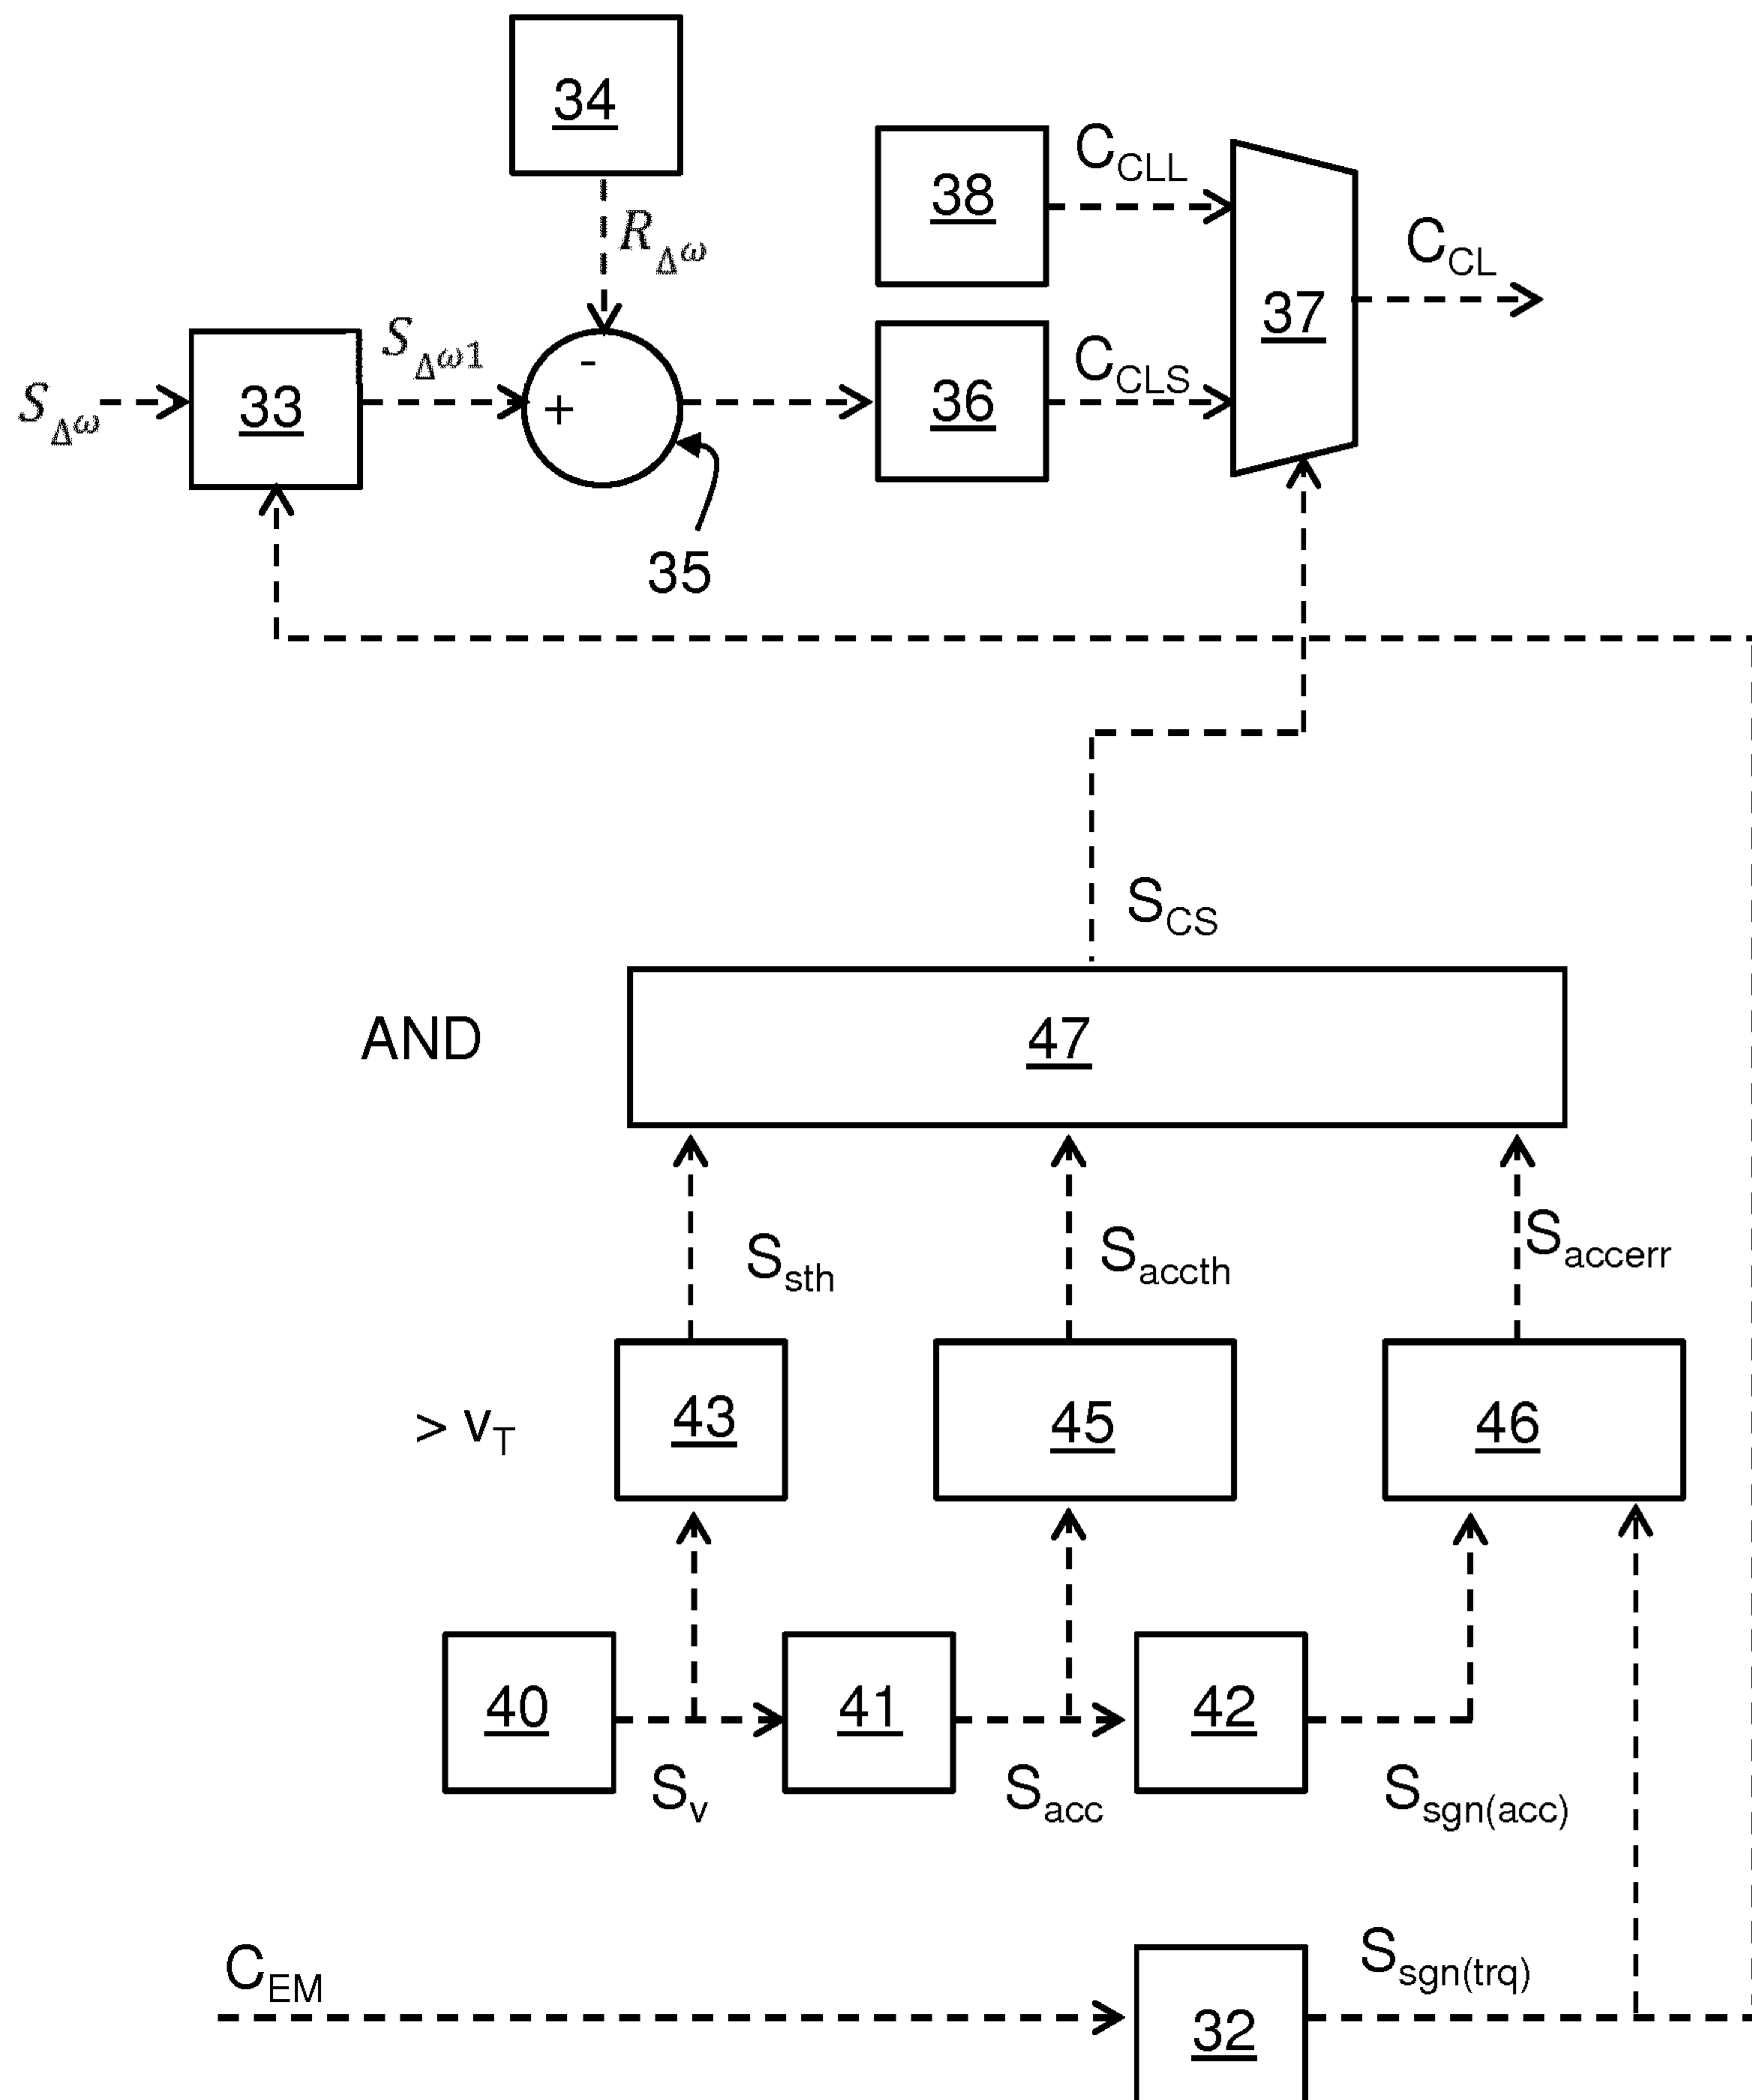 34
C_CLL
38
R_Δω
C_CL
37
S_Δω1
-
C_CLS
S_Δω
33
+
36
35
S_CS
AND
47
S_sth
S_accth
S_accerr
> v_T
43
45
46
40
41
42
S_v
S_acc
S_sgn(acc)
C_EM
S_sgn(trq)
32